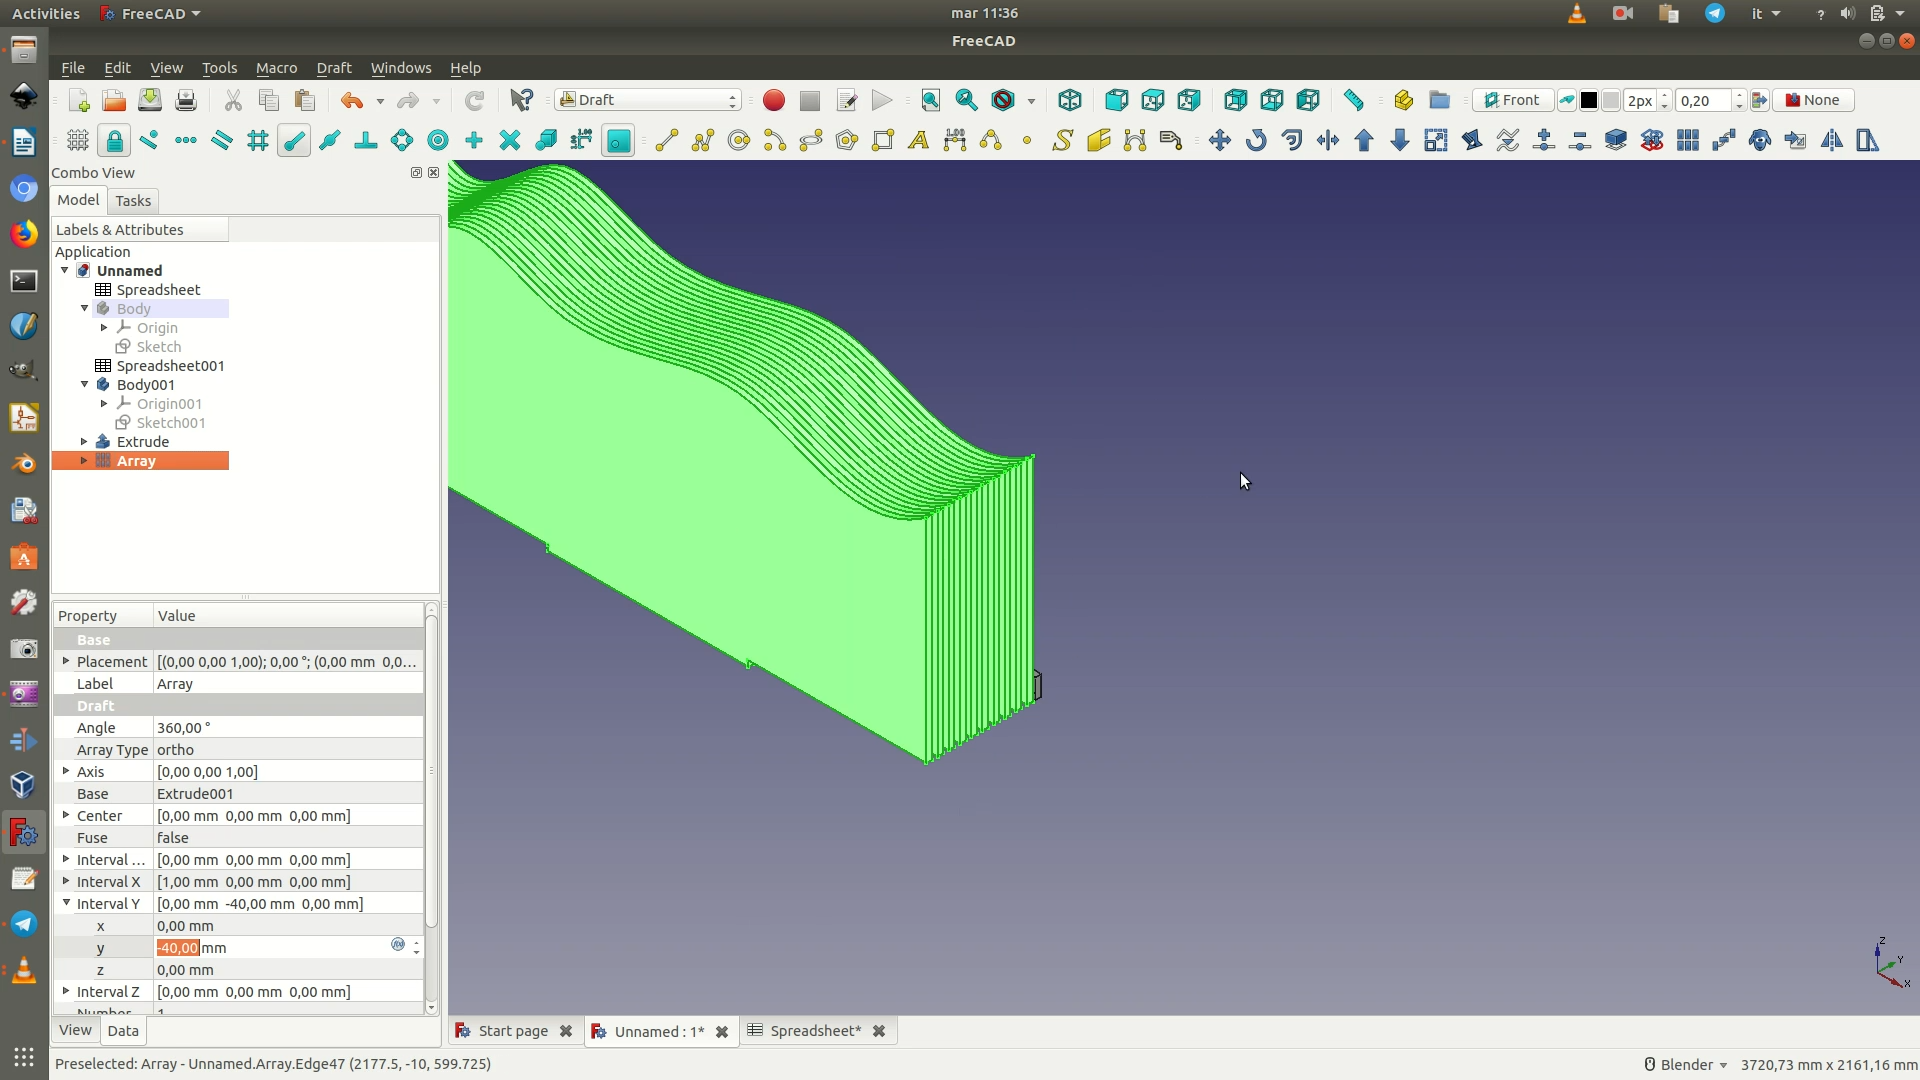 Activities FreeCAD mar 11:36 it ?
FreeCAD
File Edit View Tools Macro Draft Windows Help
Draft Front 2px 0,20 None
Combo View
Model Tasks
Labels & Attributes
Application
Unnamed
Spreadsheet
Body
Origin
Sketch
Spreadsheet001
Body001
Origin001
Sketch001
Extrude
Array
Property Value
Base
Placement [(0,00 0,00 1,00); 0,00 °; (0,00 mm 0,0...
Label Array
Draft
Angle 360,00 °
Array Type ortho
Axis [0,00 0,00 1,00]
Base Extrude001
Center [0,00 mm 0,00 mm 0,00 mm]
Fuse false
Interval ... [0,00 mm 0,00 mm 0,00 mm]
Interval X [1,00 mm 0,00 mm 0,00 mm]
Interval Y [0,00 mm -40,00 mm 0,00 mm]
x 0,00 mm
y -40,00 mm
z 0,00 mm
Interval Z [0,00 mm 0,00 mm 0,00 mm]
Z
Y
X
View Data
Start page Unnamed : 1* Spreadsheet*
Preselected: Array - Unnamed.Array.Edge47 (2177.5, -10, 599.725) Blender 3720,73 mm x 2161,16 mm